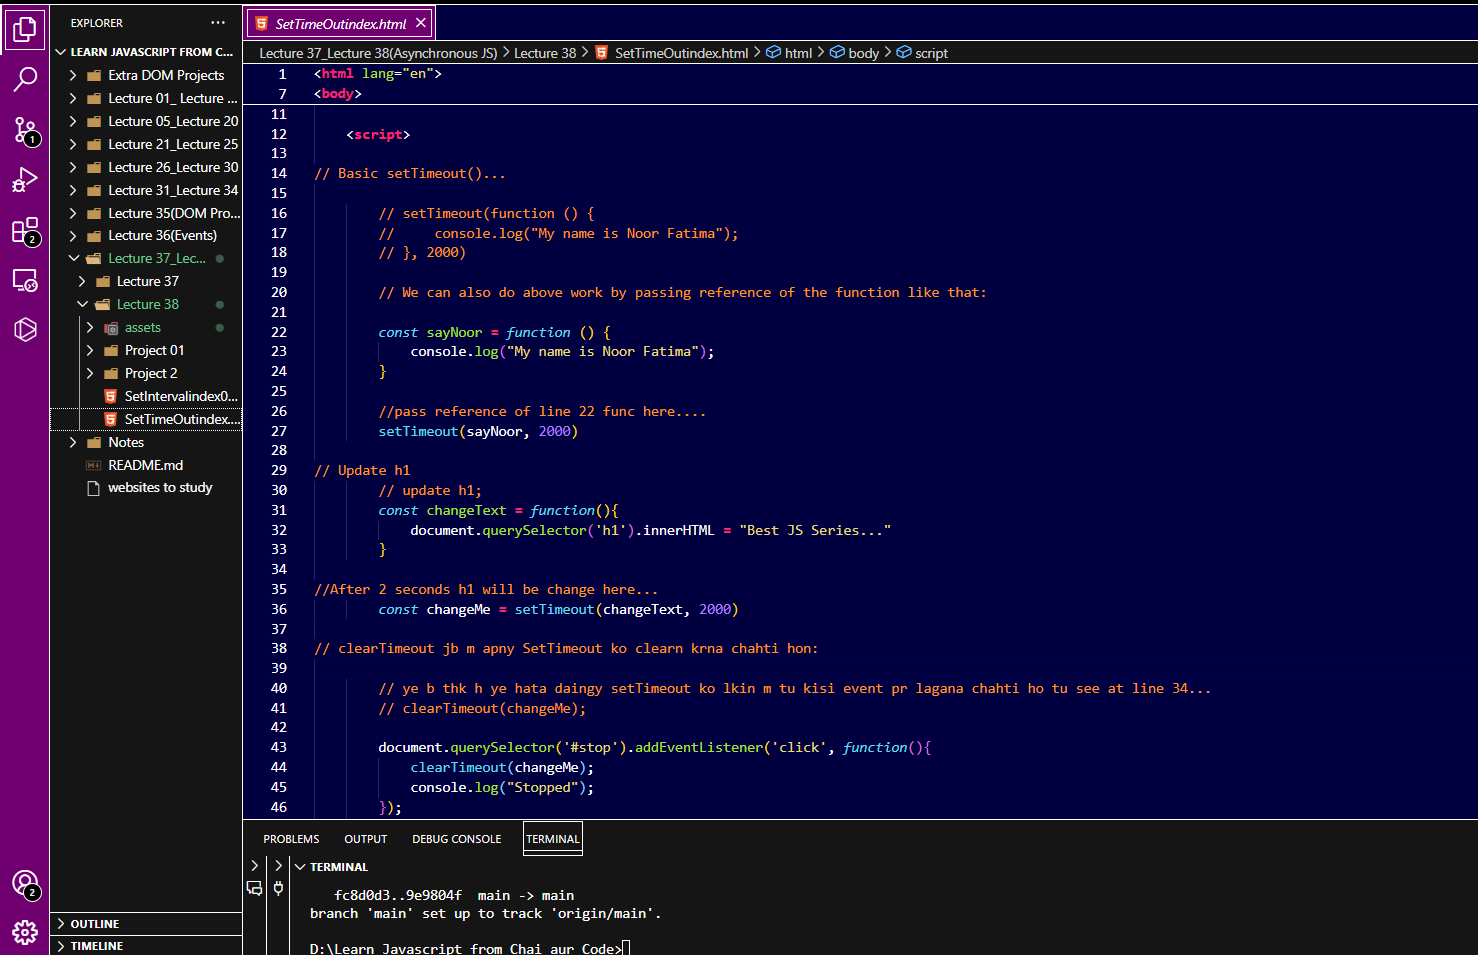 EXPLORER
LEARN JAVASCRIPT FROM C...
Extra DOM Projects
Lecture 01_ Lecture ...
Lecture 05_Lecture 20
Lecture 21_Lecture 25
Lecture 26_Lecture 30
Lecture 31_Lecture 34
Lecture 35(DOM Pro...
Lecture 36(Events)
Lecture 37_Lec...
Lecture 37
Lecture 38
assets
Project 01
Project 2
SetIntervalindex0...
SetTimeOutindex....
Notes
README.md
websites to study
OUTLINE
TIMELINE
1
2
2
SetTimeOutindex.html
Lecture 37_Lecture 38(Asynchronous JS) > Lecture 38 > SetTimeOutindex.html > html > body > script
1 <html lang="en">
7 <body>
11
12 <script>
13
14 // Basic setTimeout()...
15
16 // setTimeout(function () {
17 //     console.log("My name is Noor Fatima");
18 // }, 2000)
19
20 // We can also do above work by passing reference of the function like that:
21
22 const sayNoor = function () {
23 console.log("My name is Noor Fatima");
24 }
25
26 //pass reference of line 22 func here....
27 setTimeout(sayNoor, 2000)
28
29 // Update h1
30 // update h1;
31 const changeText = function(){
32 document.querySelector('h1').innerHTML = "Best JS Series..."
33 }
34
35 //After 2 seconds h1 will be change here...
36 const changeMe = setTimeout(changeText, 2000)
37
38 // clearTimeout jb m apny SetTimeout ko clearn krna chahti hon:
39
40 // ye b thk h ye hata daingy setTimeout ko lkin m tu kisi event pr lagana chahti ho tu see at line 34...
41 // clearTimeout(changeMe);
42
43 document.querySelector('#stop').addEventListener('click', function(){
44 clearTimeout(changeMe);
45 console.log("Stopped");
46 });
PROBLEMS OUTPUT DEBUG CONSOLE TERMINAL
TERMINAL
fc8d0d3..9e9804f  main -> main
branch 'main' set up to track 'origin/main'.
D:\Learn Javascript from Chai aur Code>